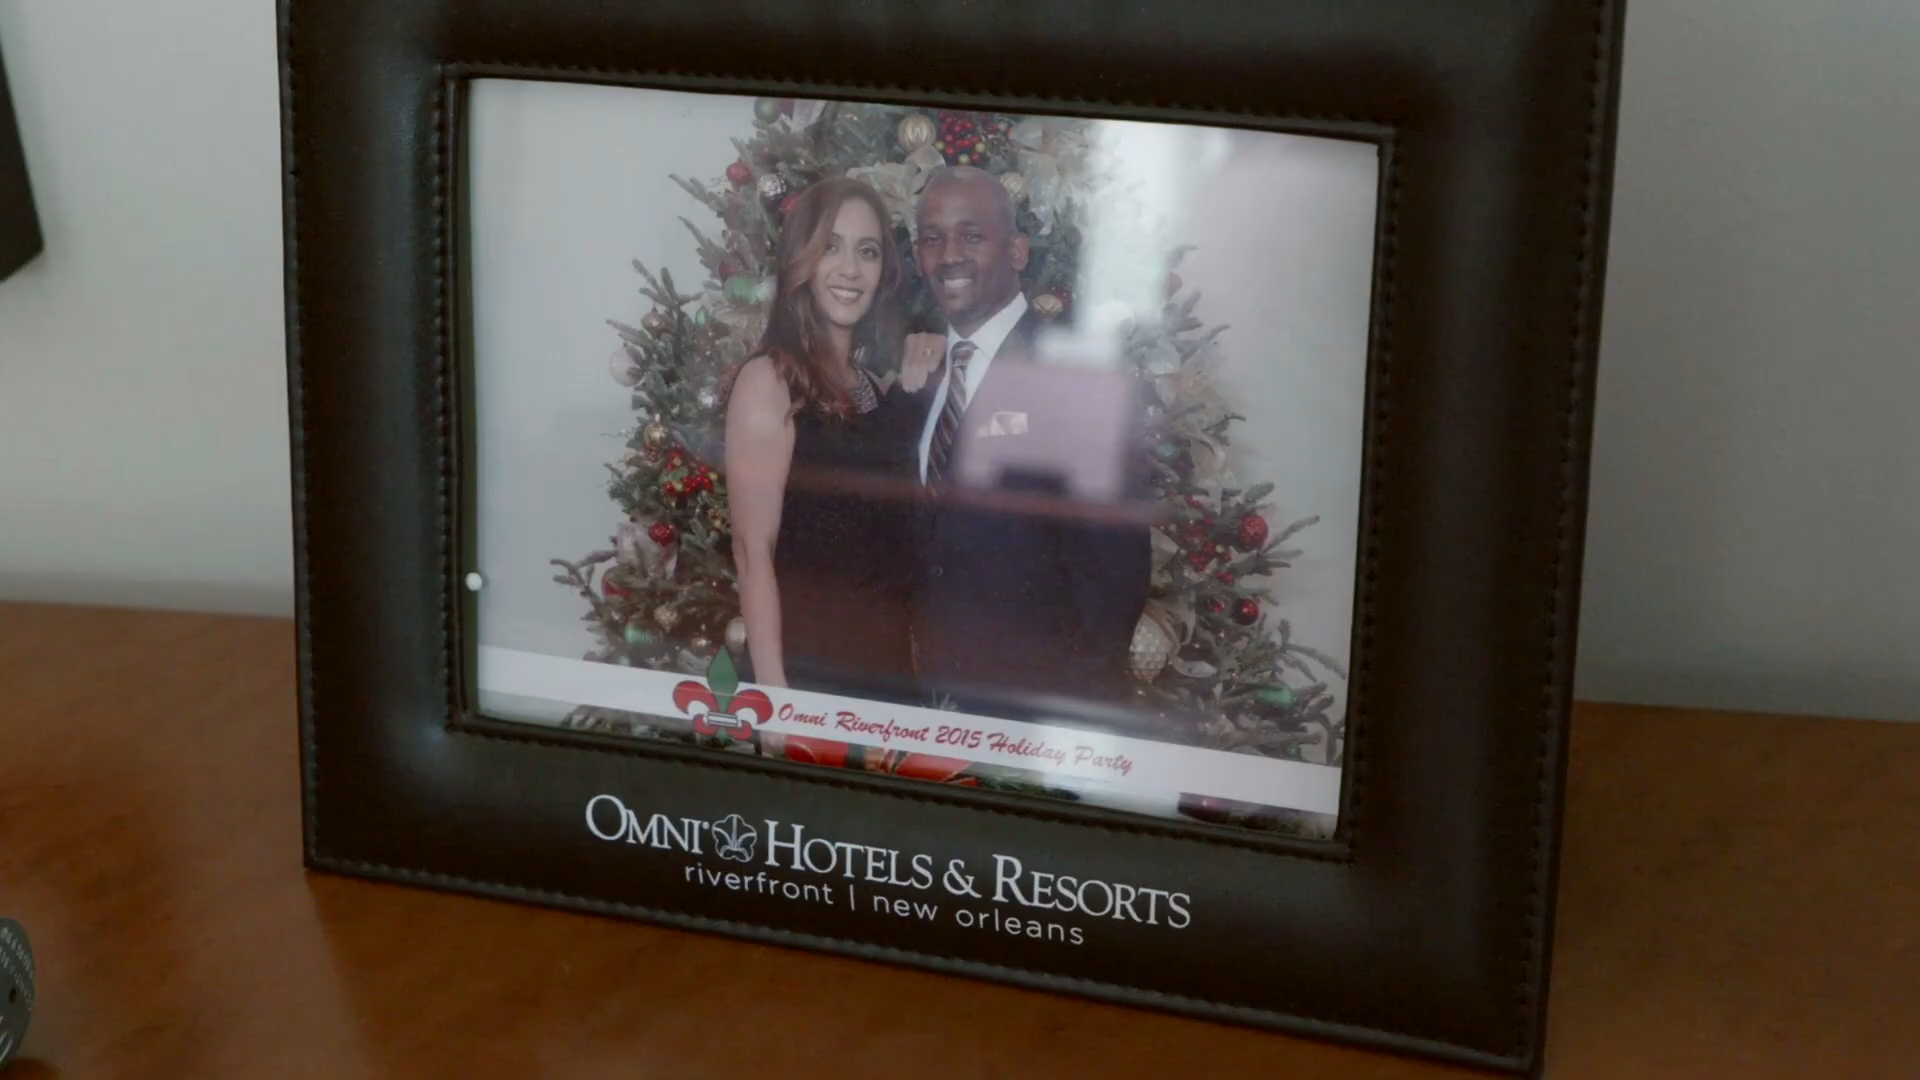 Omni Riverfront 2015 Holiday Party
OMNI HOTELS & RESORTS
riverfront | new orleans